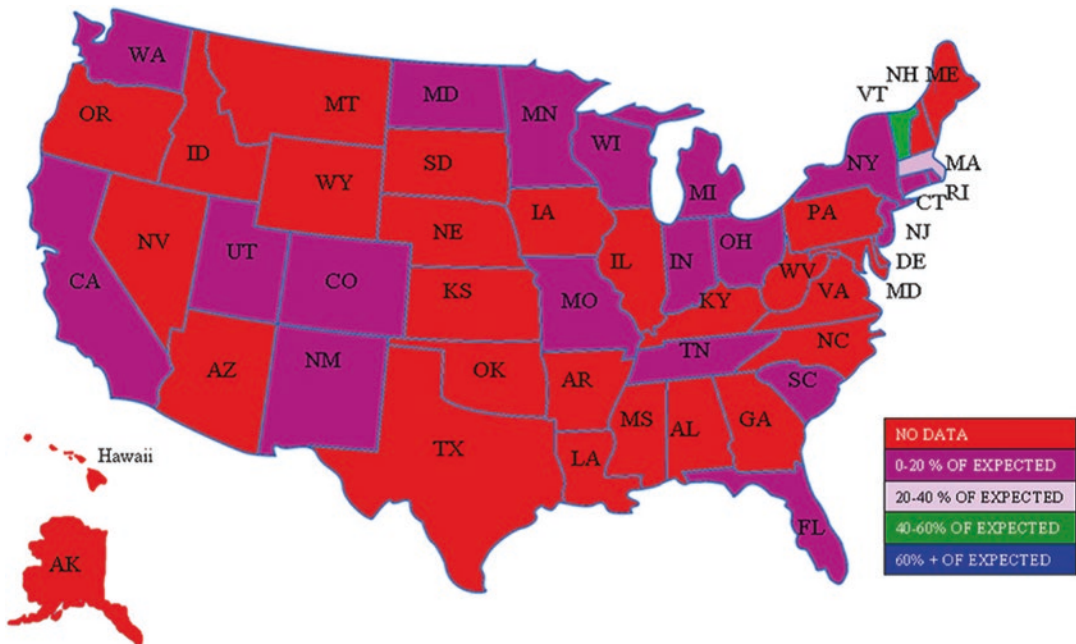 WA
MT
MD
MN
NH
ME
VT
OR
ID
SD
WI
NY
MA
WY
MI
RI
CT
IA
PA
NJ
NV
NE
OH
UT
IL
IN
DE
CA
CO
WV
MD
KS
MO
KY
VA
NM
TN
NC
AZ
OK
AR
SC
MS
AL
GA
TX
LA
Hawaii
FL
AK
NO DATA
0-20 % OF EXPECTED
20-40 % OF EXPECTED
40-60% OF EXPECTED
60% + OF EXPECTED